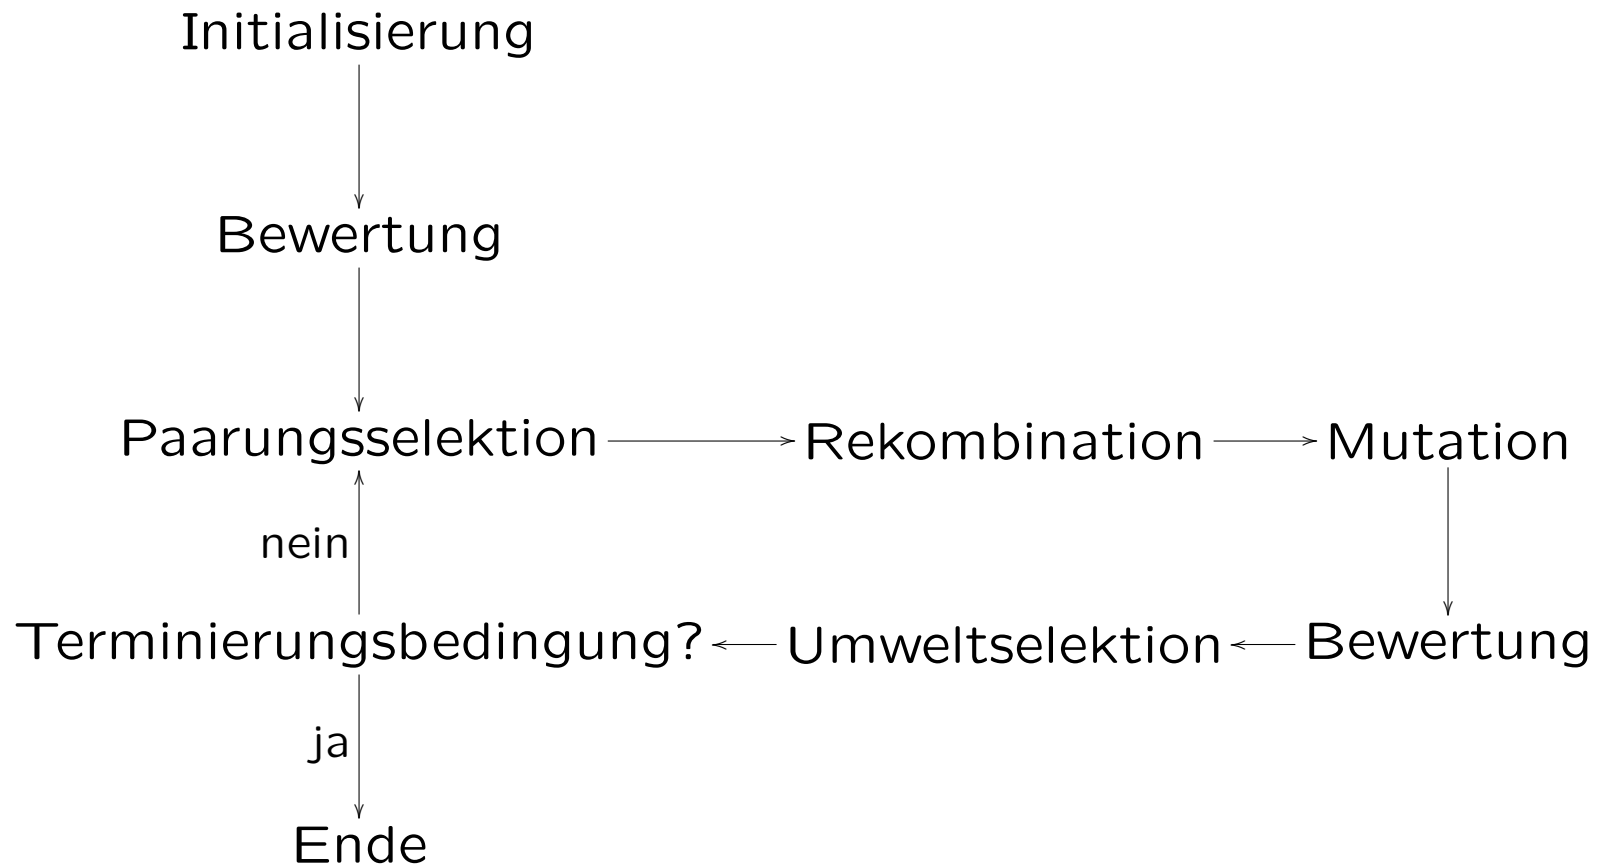 Initialisierung
Bewertung
Paarungsselektion
Rekombination
Mutation
nein
Terminierungsbedingung?
Umweltselektion
Bewertung
ja
Ende